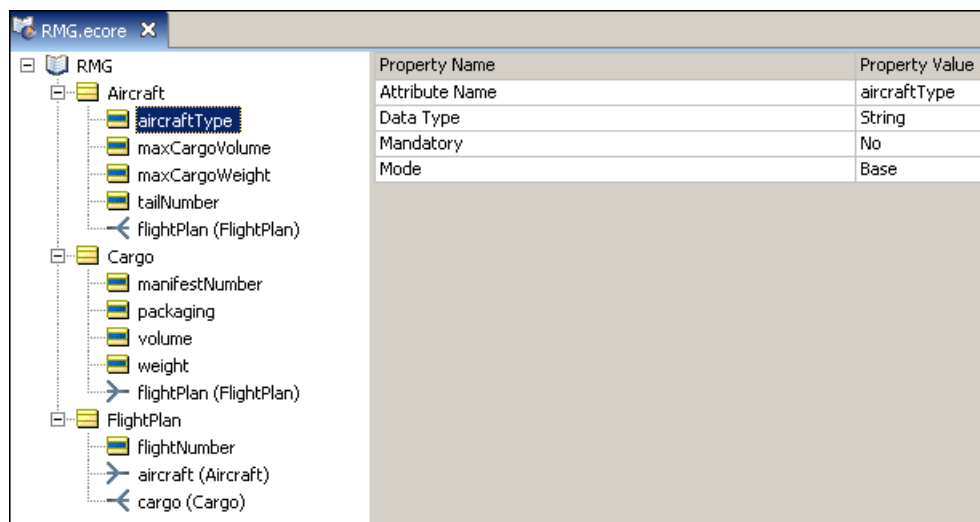 RMG.ecore
RMG
Aircraft
aircraftType
maxCargoVolume
maxCargoWeight
tailNumber
flightPlan (FlightPlan)
Cargo
manifestNumber
packaging
volume
weight
flightPlan (FlightPlan)
FlightPlan
flightNumber
aircraft (Aircraft)
cargo (Cargo)
Property Name Property Value
Attribute Name aircraftType
Data Type String
Mandatory No
Mode Base